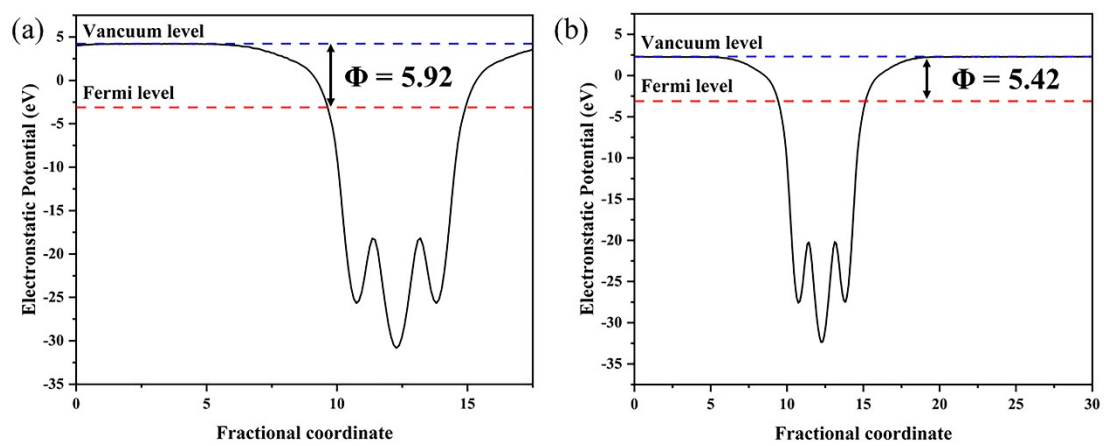 (a)
Vancuum level
Φ = 5.92
Fermi level
Electronstatic Potential (eV)
5
0
-5
-10
-15
-20
-25
-30
-35
0
5
10
15
Fractional coordinate
(b)
Vancuum level
Φ = 5.42
Fermi level
Electronstatic Potential (eV)
5
0
-5
-10
-15
-20
-25
-30
-35
0
5
10
15
20
25
30
Fractional coordinate